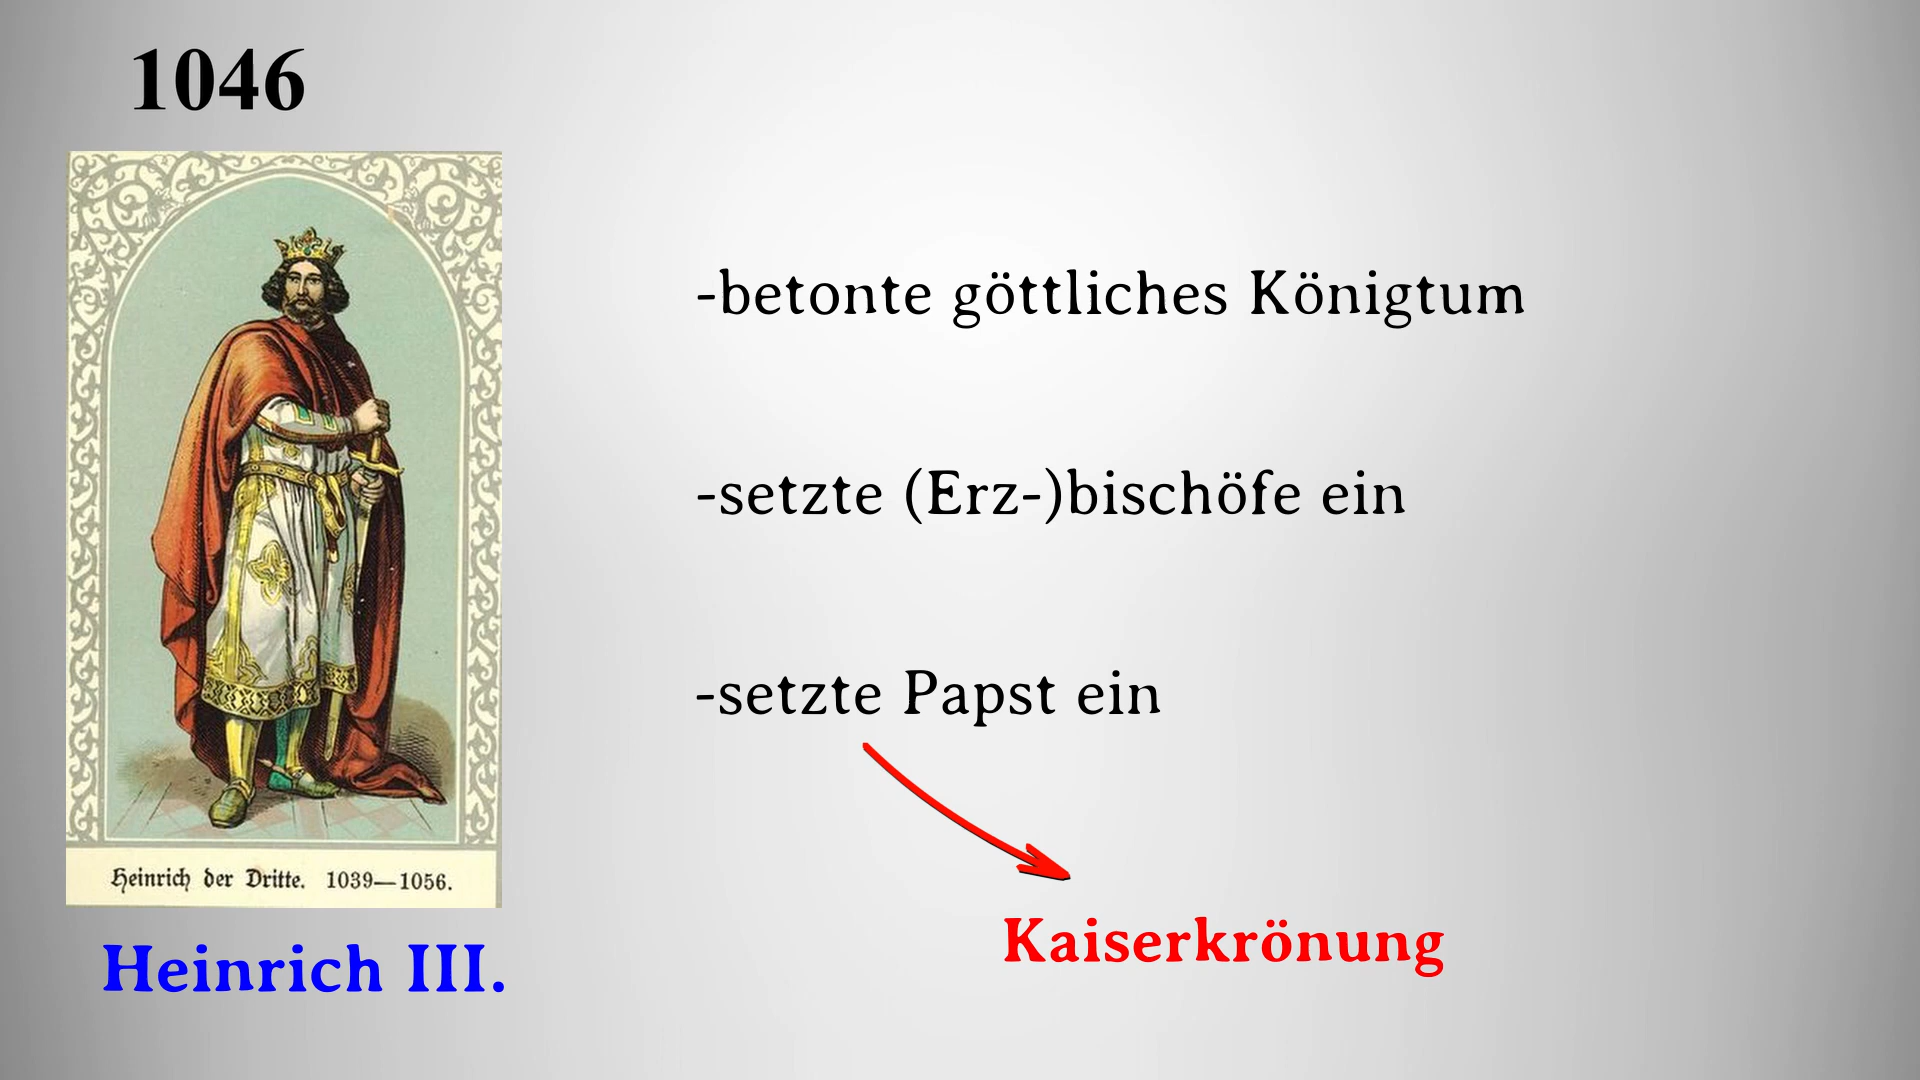 1046
Heinrich der Dritte. 1039—1056.
Heinrich III.
-betonte göttliches Königtum
-setzte (Erz-)bischöfe ein
-setzte Papst ein
Kaiserkrönung